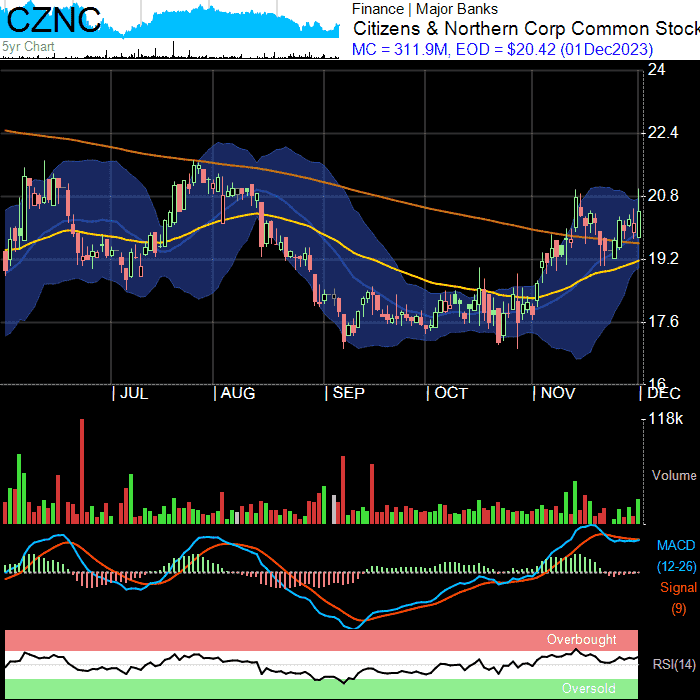 CZNC
5yr Chart
Finance | Major Banks
Citizens & Northern Corp Common Stock
MC = 311.9M, EOD = $20.42 (01Dec2023)
24
22.4
20.8
19.2
17.6
16
JUL
AUG
SEP
OCT
NOV
DEC
118k
Volume
MACD
(12-26)
Signal
(9)
Overbought
RSI(14)
Oversold